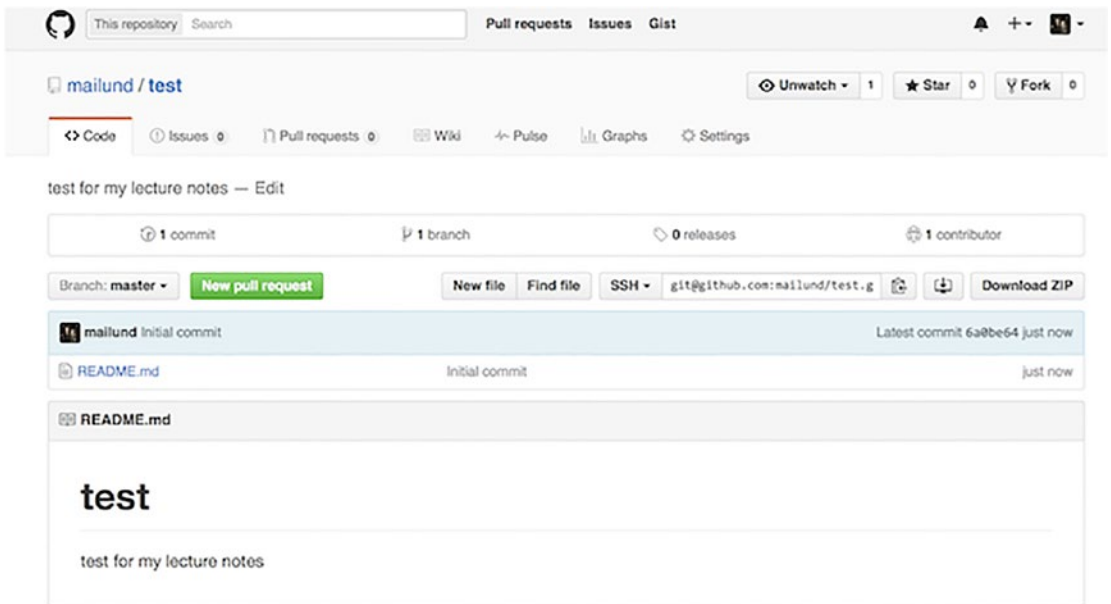 This repository Search Pull requests Issues Gist
mailund / test Unwatch 1 Star 0 Fork 0
Code Issues 0 Pull requests 0 Wiki Pulse Graphs Settings
test for my lecture notes — Edit
1 commit 1 branch 0 releases 1 contributor
Branch: master New pull request New file Find file SSH git@github.com:mailund/test.g Download ZIP
mailund Initial commit Latest commit 6a0be64 just now
README.md Initial commit just now
README.md
test
test for my lecture notes